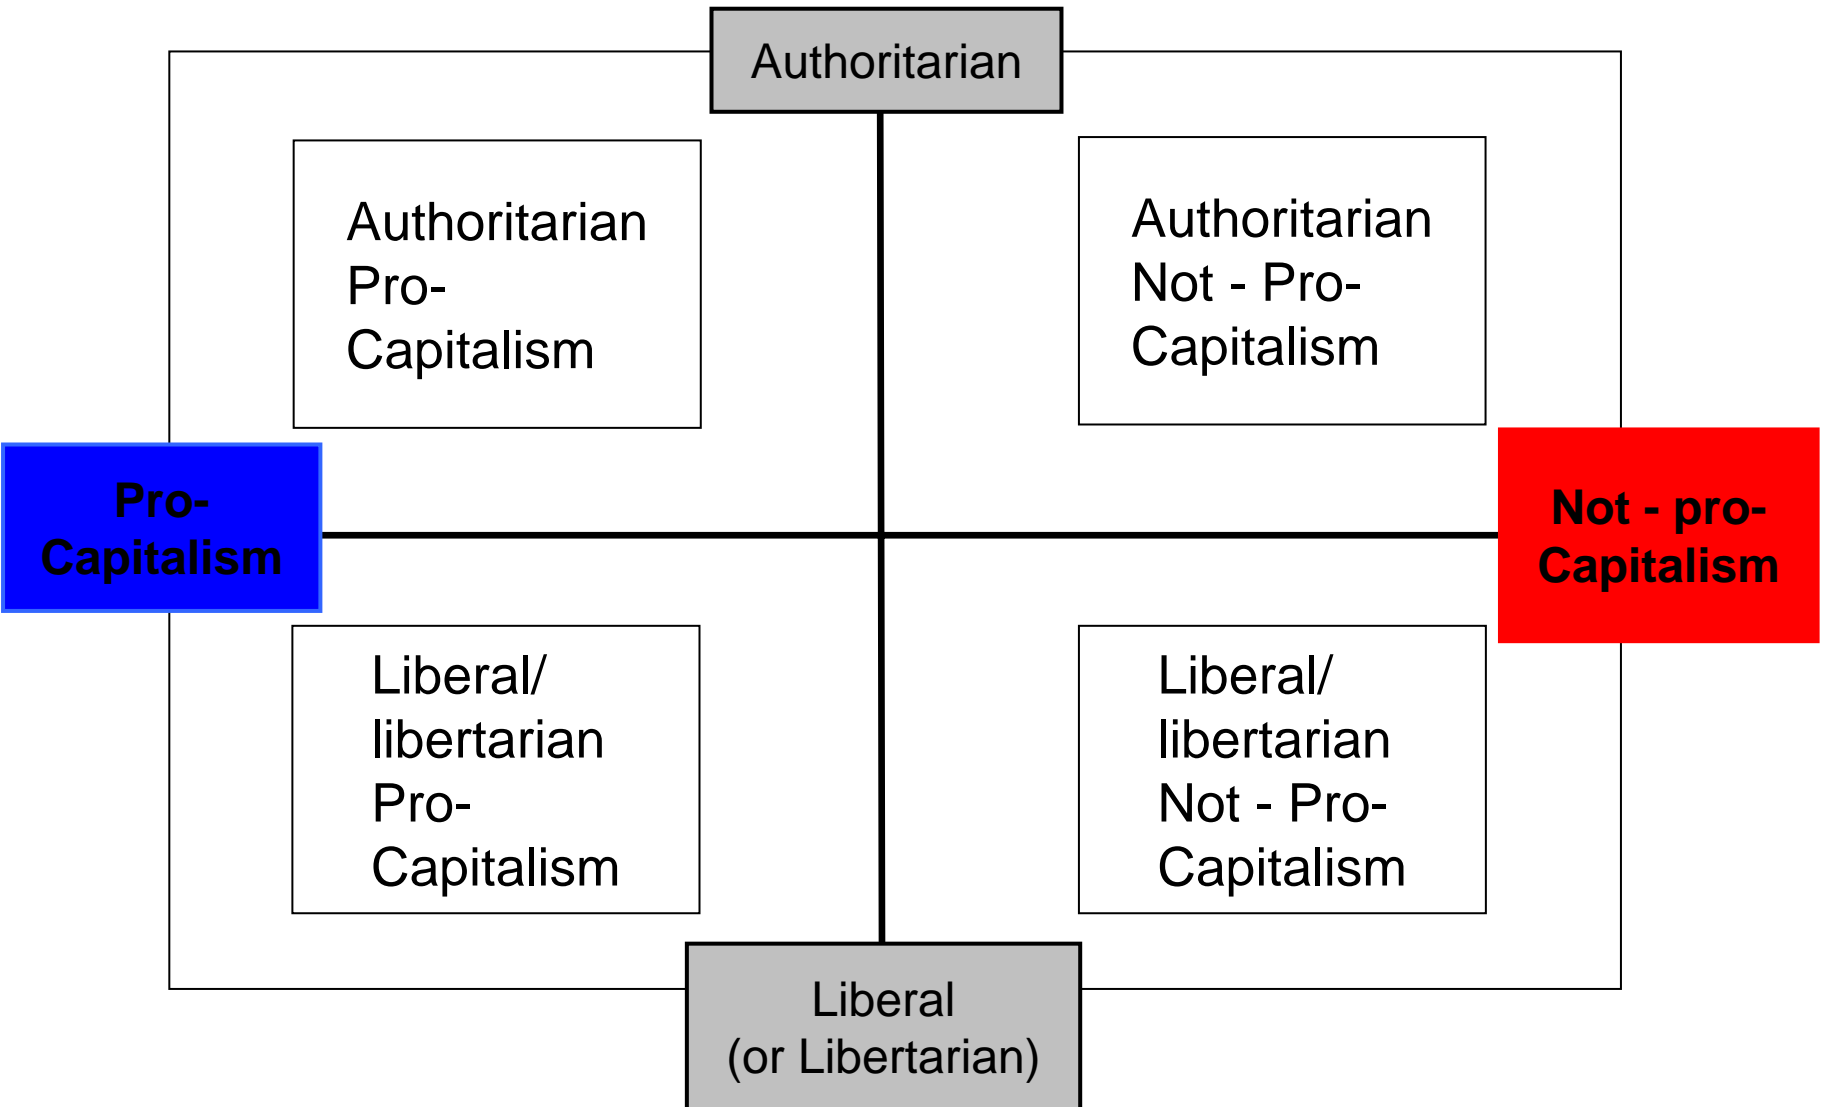 Authoritarian
Authoritarian
Pro-
Capitalism
Authoritarian
Not - Pro-
Capitalism
Pro-
Capitalism
Not - pro-
Capitalism
Liberal/
libertarian
Pro-
Capitalism
Liberal/
libertarian
Not - Pro-
Capitalism
Liberal
(or Libertarian)